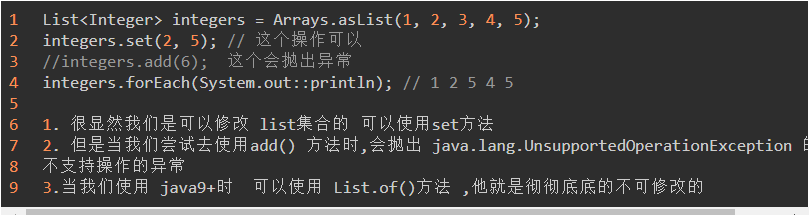 1 List<Integer> integers = Arrays.asList(1, 2, 3, 4, 5);
2 integers.set(2, 5); // 这个操作可以
3 //integers.add(6);  这个会抛出异常
4 integers.forEach(System.out::println); // 1 2 5 4 5
5
6 1. 很显然我们是可以修改 list集合的 可以使用set方法
7 2. 但是当我们尝试去使用add() 方法时,会抛出 java.lang.UnsupportedOperationException 的
8 不支持操作的异常
9 3.当我们使用 java9+时  可以使用 List.of()方法 ,他就是彻彻底底的不可修改的